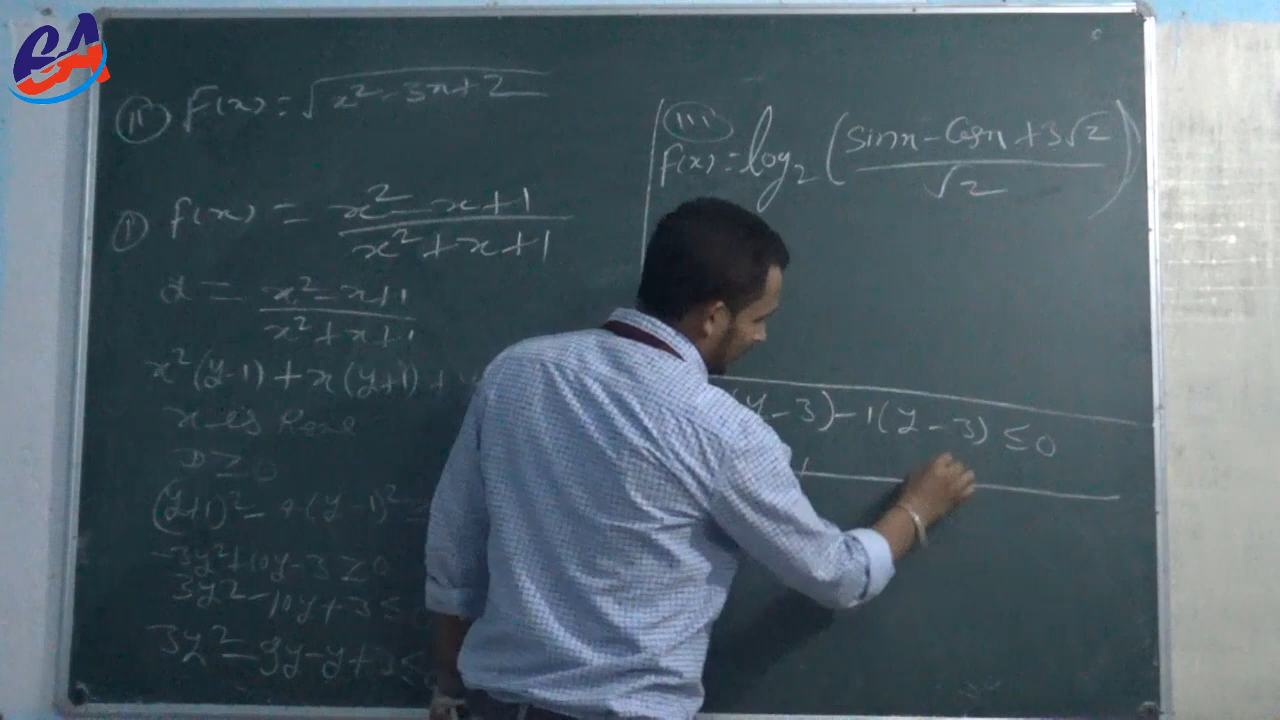 EA
(II) F(x) = √x² - 3x + 2
(I) f(x) = x² - x + 1 / x² + x + 1
y = x² - x + 1 / x² + x + 1
x²(y-1) + x(y+1) +
x is Real
D ≥ 0
(y+1)² - 4(y-1)²
-3y² + 10y - 3 ≥ 0
3y² - 10y + 3 ≤
3y² - 9y - y + 3 ≤
(III)
f(x) = log₂ (sinx - Cosx + 3√2 / √2)
(y - 3) - 1(y - 3) ≤ 0